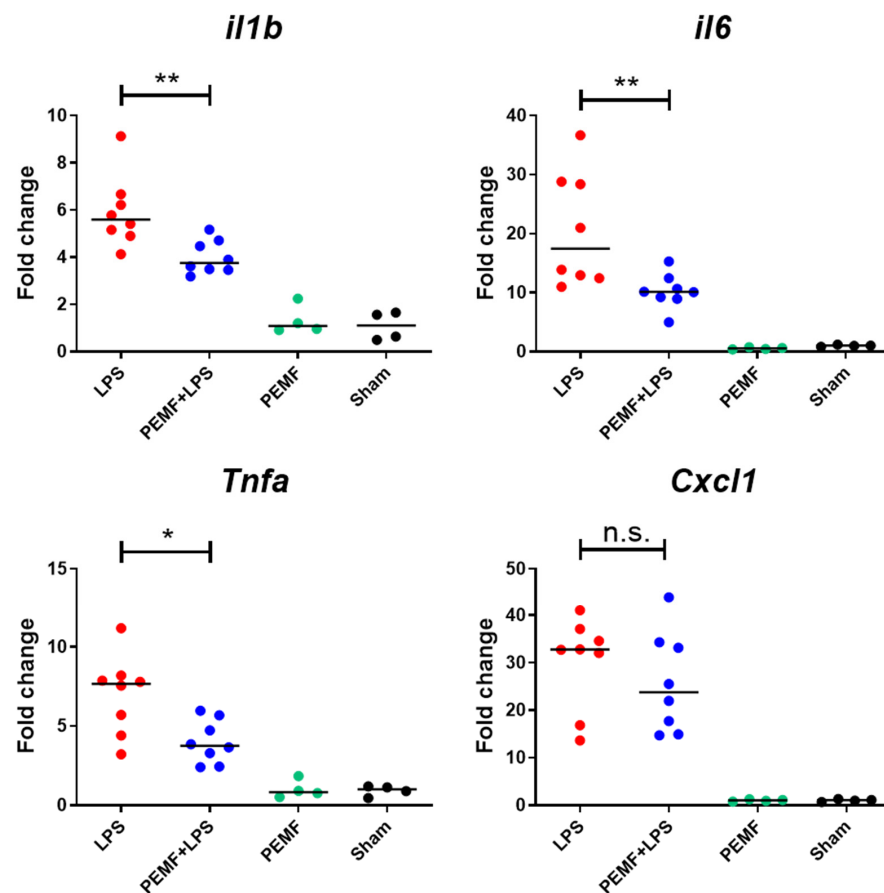 il1b
**
Fold change
10
8
6
4
2
0
LPS
PEMF+LPS
PEMF
Sham
il6
**
Fold change
40
30
20
10
0
LPS
PEMF+LPS
PEMF
Sham
Tnfa
*
Fold change
15
10
5
0
LPS
PEMF+LPS
PEMF
Sham
Cxcl1
n.s.
Fold change
50
40
30
20
10
0
LPS
PEMF+LPS
PEMF
Sham